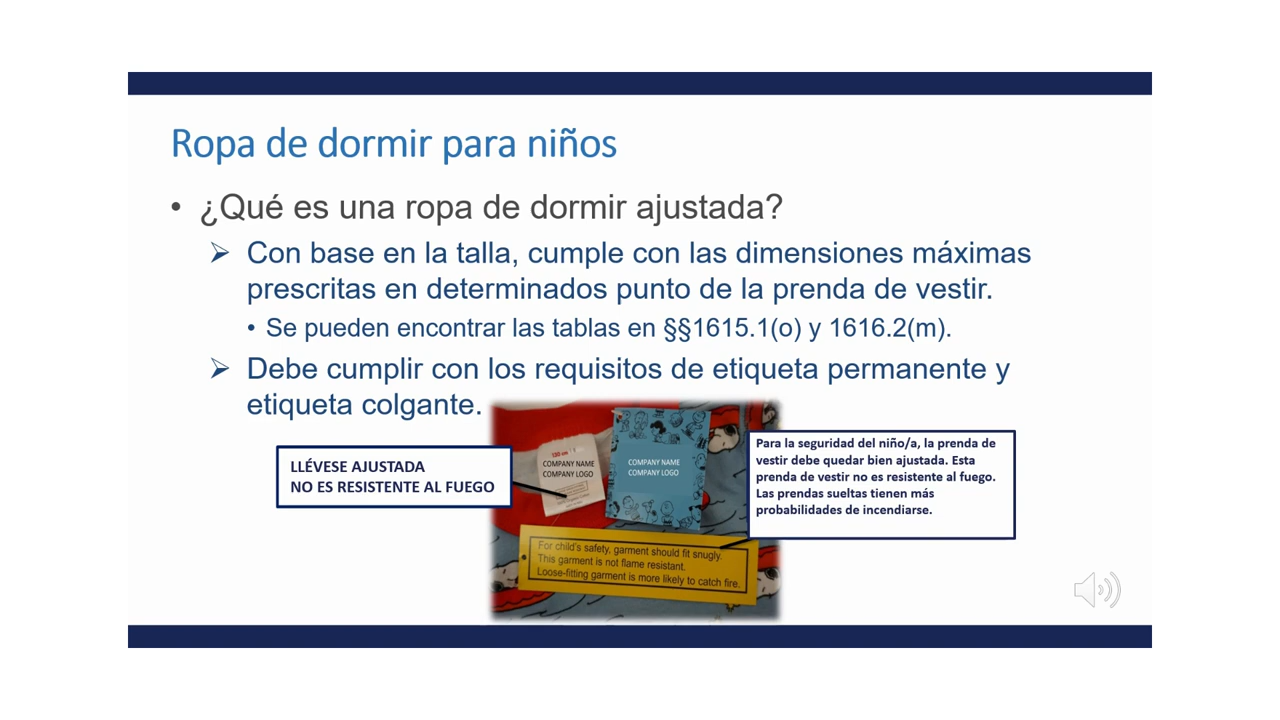 Ropa de dormir para niños
• ¿Qué es una ropa de dormir ajustada?
Con base en la talla, cumple con las dimensiones máximas
prescritas en determinados punto de la prenda de vestir.
• Se pueden encontrar las tablas en §§1615.1(o) y 1616.2(m).
Debe cumplir con los requisitos de etiqueta permanente y
etiqueta colgante.
LLÉVESE AJUSTADA
NO ES RESISTENTE AL FUEGO
COMPANY NAME
COMPANY LOGO
COMPANY NAME
COMPANY LOGO
Para la seguridad del niño/a, la prenda de
vestir debe quedar bien ajustada. Esta
prenda de vestir no es resistente al fuego.
Las prendas sueltas tienen más
probabilidades de incendiarse.
For child's safety, garment should fit snugly.
This garment is not flame resistant.
Loose-fitting garment is more likely to catch fire.